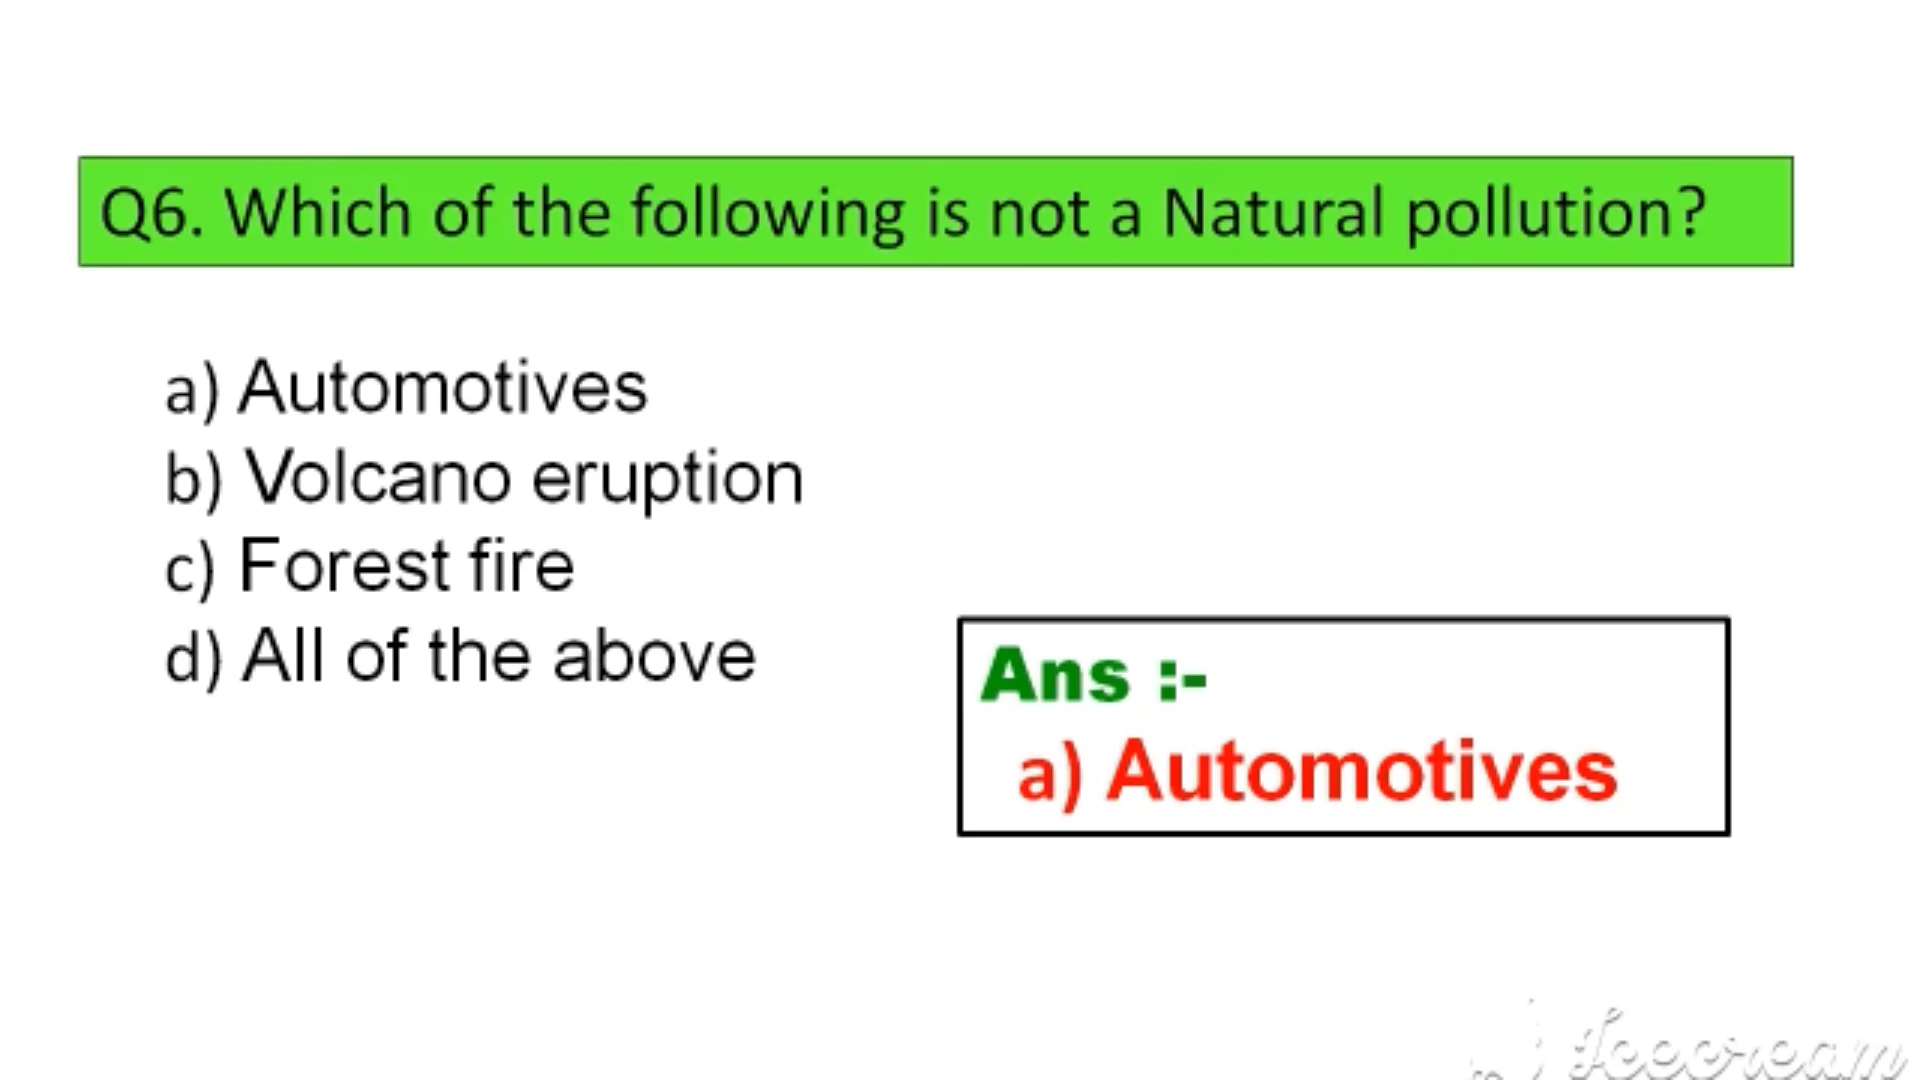 Q6. Which of the following is not a Natural pollution?
a) Automotives
b) Volcano eruption
c) Forest fire
d) All of the above
Ans :-
a) Automotives
Icecream